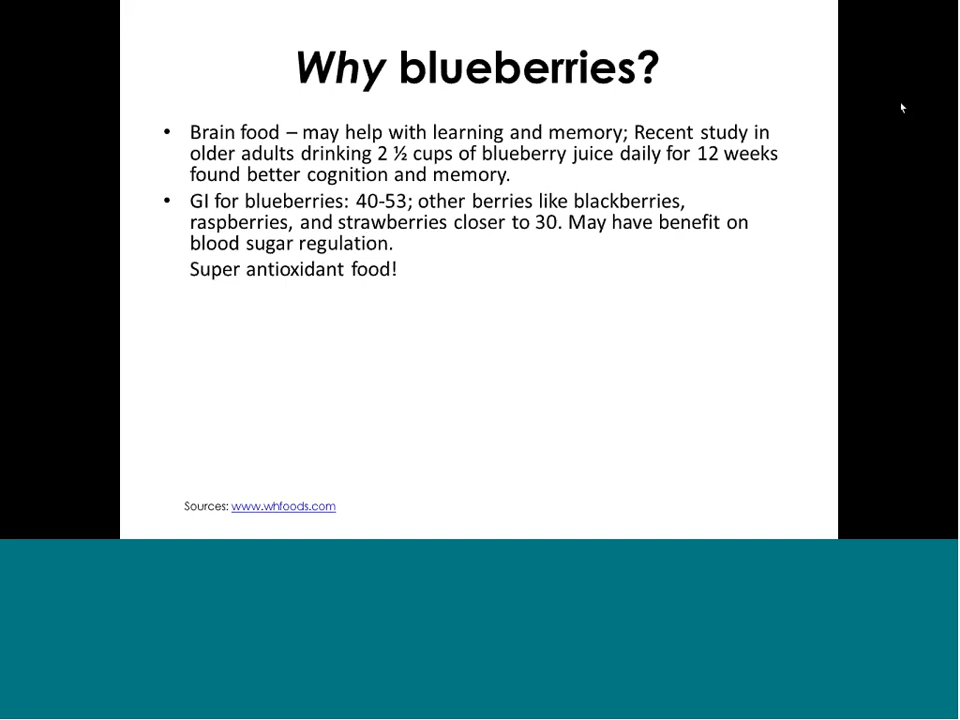 Why blueberries?
• Brain food – may help with learning and memory; Recent study in
older adults drinking 2 ½ cups of blueberry juice daily for 12 weeks
found better cognition and memory.
• GI for blueberries: 40-53; other berries like blackberries,
raspberries, and strawberries closer to 30. May have benefit on
blood sugar regulation.
Super antioxidant food!
Sources: www.whfoods.com